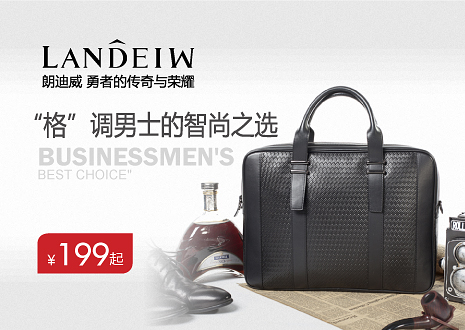 LANDEIW
朗迪威 勇者的传奇与荣耀
“格”调男士的智尚之选
BUSINESSMEN'S
BEST CHOICE"
¥199起